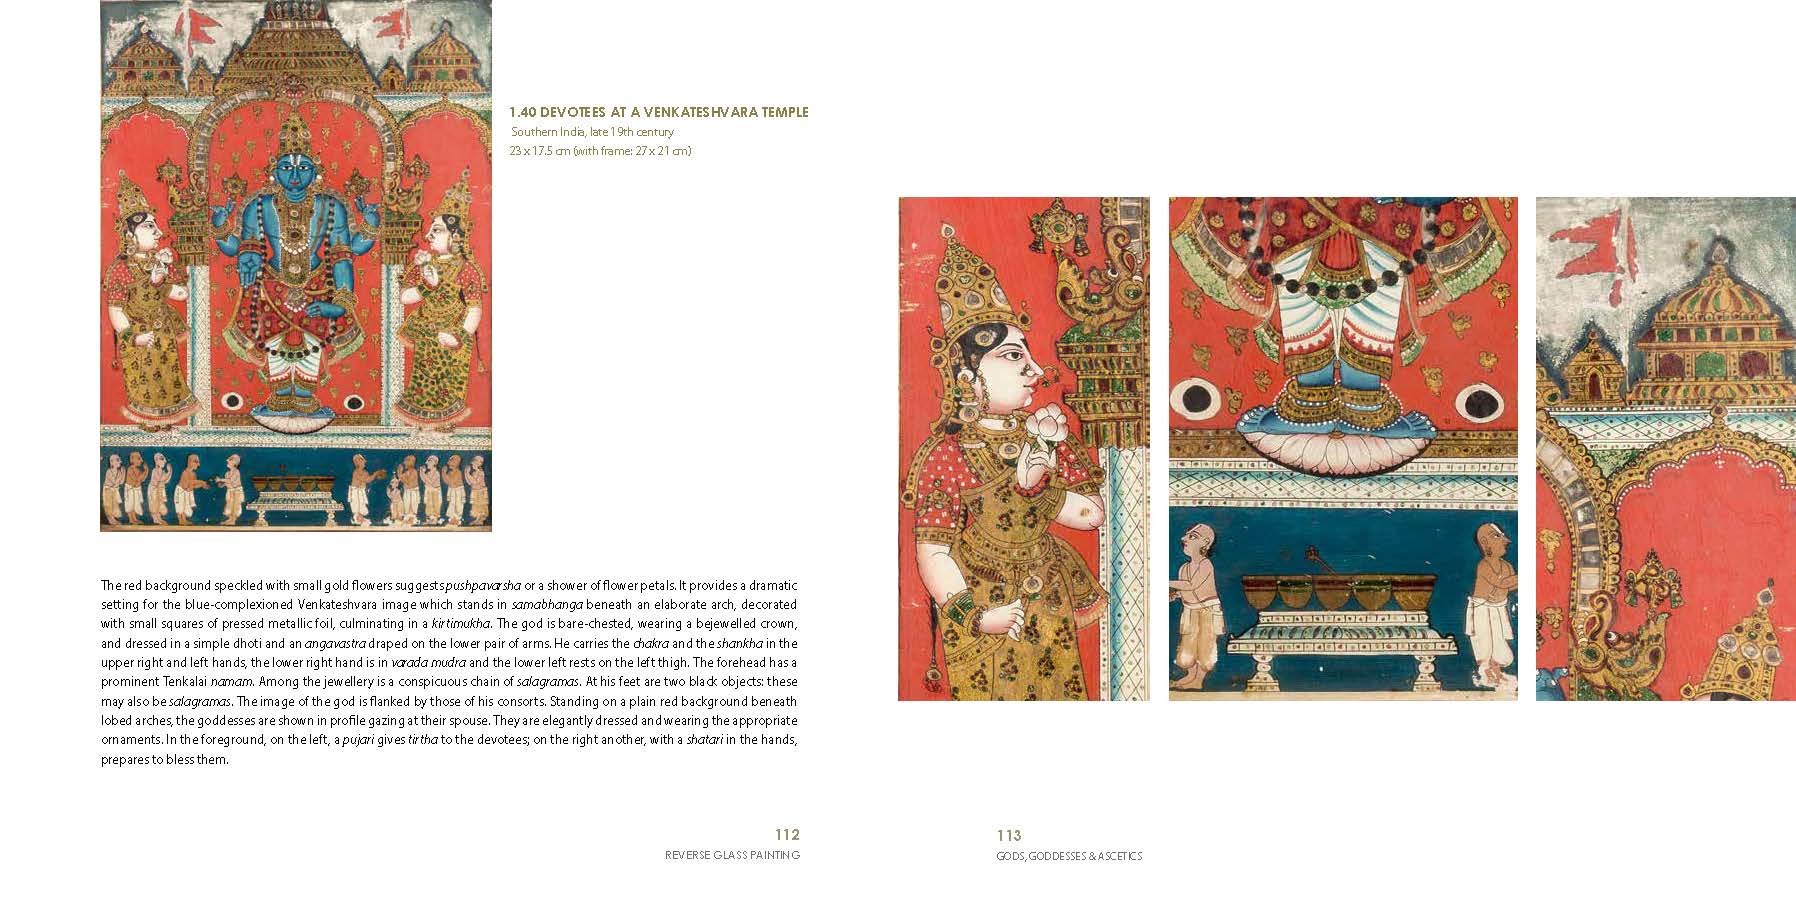 1.40 DEVOTEES AT A VENKATESHVARA TEMPLE
Southern India, late 19th century
23 x 17.5 cm (with frame: 27 x 21 cm)
The red background speckled with small gold flowers suggests pushpavarsha or a shower of flower petals. It provides a dramatic
setting for the blue-complexioned Venkateshvara image which stands in samabhanga beneath an elaborate arch, decorated
with small squares of pressed metallic foil, culminating in a kirtimukha. The god is bare-chested, wearing a bejewelled crown,
and dressed in a simple dhoti and an angavastra draped on the lower pair of arms. He carries the chakra and the shankha in the
upper right and left hands, the lower right hand is in varada mudra and the lower left rests on the left thigh. The forehead has a
prominent Tenkalai namam. Among the jewellery is a conspicuous chain of salagramas. At his feet are two black objects: these
may also be salagramas. The image of the god is flanked by those of his consorts. Standing on a plain red background beneath
lobed arches, the goddesses are shown in profile gazing at their spouse. They are elegantly dressed and wearing the appropriate
ornaments. In the foreground, on the left, a pujari gives tirtha to the devotees; on the right another, with a shatari in the hands,
prepares to bless them.
112
REVERSE GLASS PAINTING
113
GODS, GODDESSES & ASCETICS